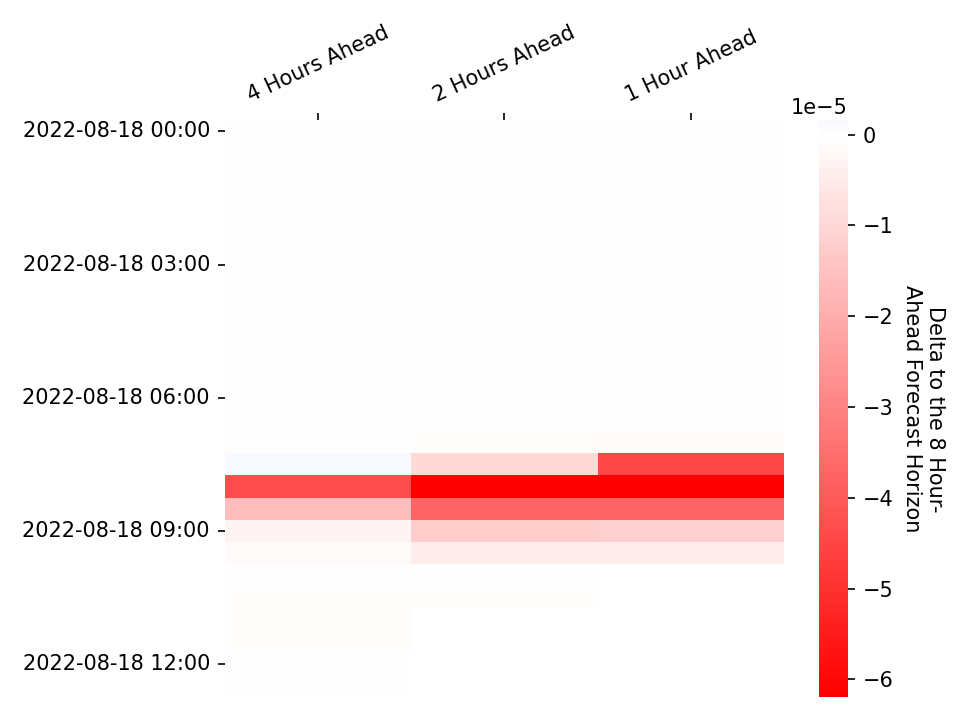 4 Hours Ahead
2 Hours Ahead
1 Hour Ahead
1e−5
2022-08-18 00:00
2022-08-18 03:00
2022-08-18 06:00
2022-08-18 09:00
2022-08-18 12:00
0
−1
−2
−3
−4
−5
−6
Delta to the 8 Hour-
Ahead Forecast Horizon